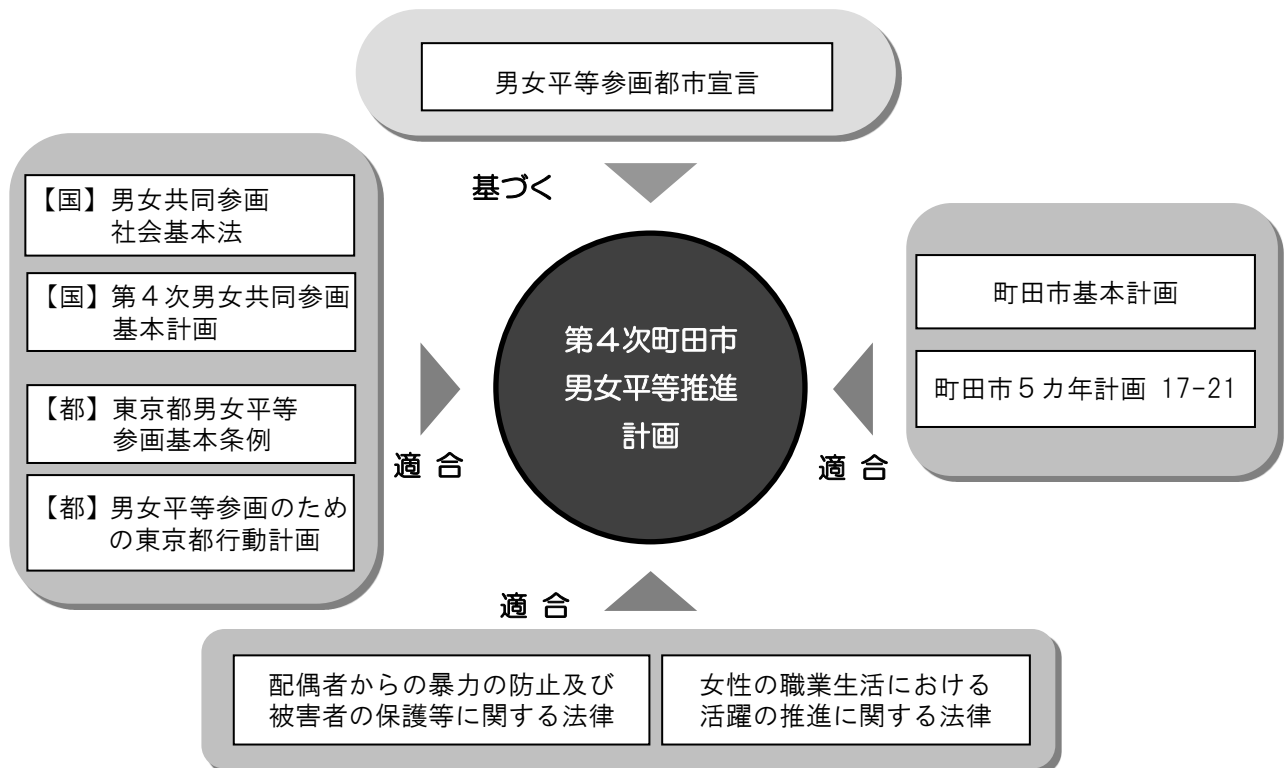 男女平等参画都市宣言
基づく
【国】男女共同参画
社会基本法
【国】第４次男女共同参画
基本計画
【都】東京都男女平等
参画基本条例
【都】男女平等参画のため
の東京都行動計画
適 合
第４次町田市
男女平等推進
計画
町田市基本計画
町田市５カ年計画 17-21
適 合
適 合
配偶者からの暴力の防止及び
被害者の保護等に関する法律
女性の職業生活における
活躍の推進に関する法律